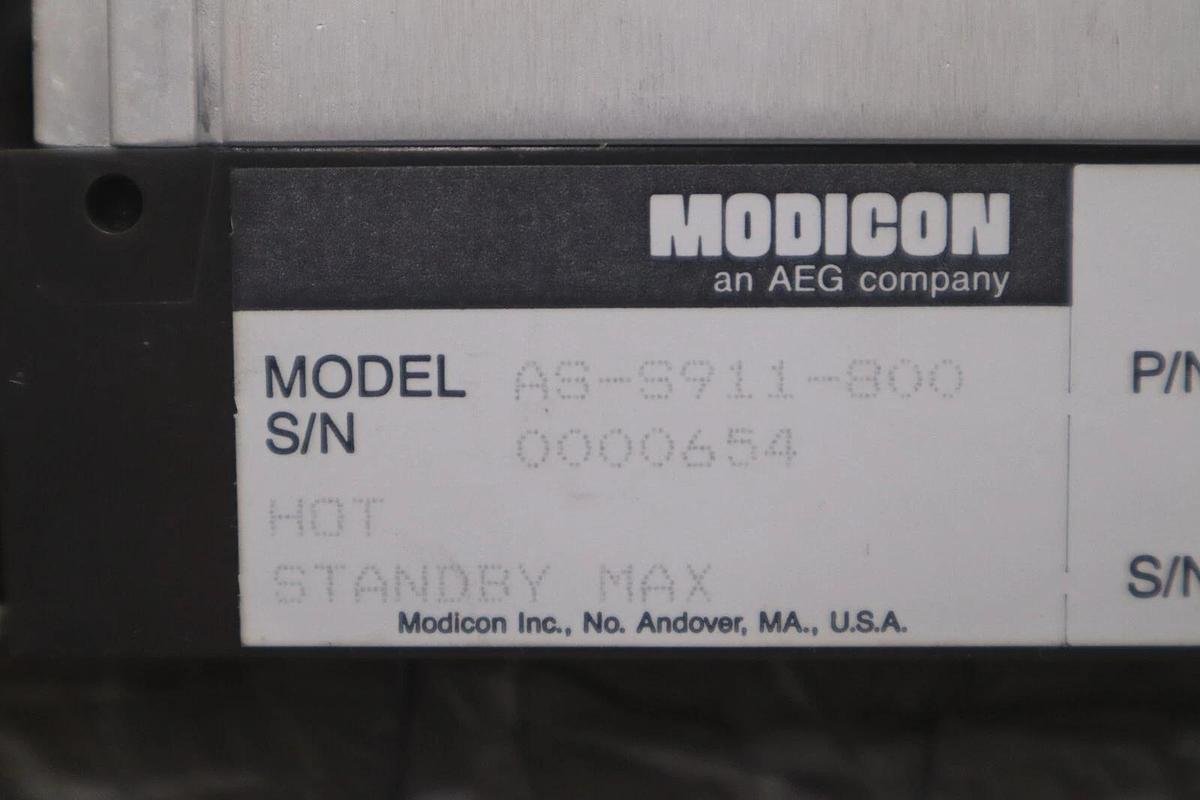 MODICON
an AEG company
MODEL AS-S911-800
S/N 0000654
HOT
STANDBY MAX
Modicon Inc., No. Andover, MA., U.S.A.
P/N
S/N